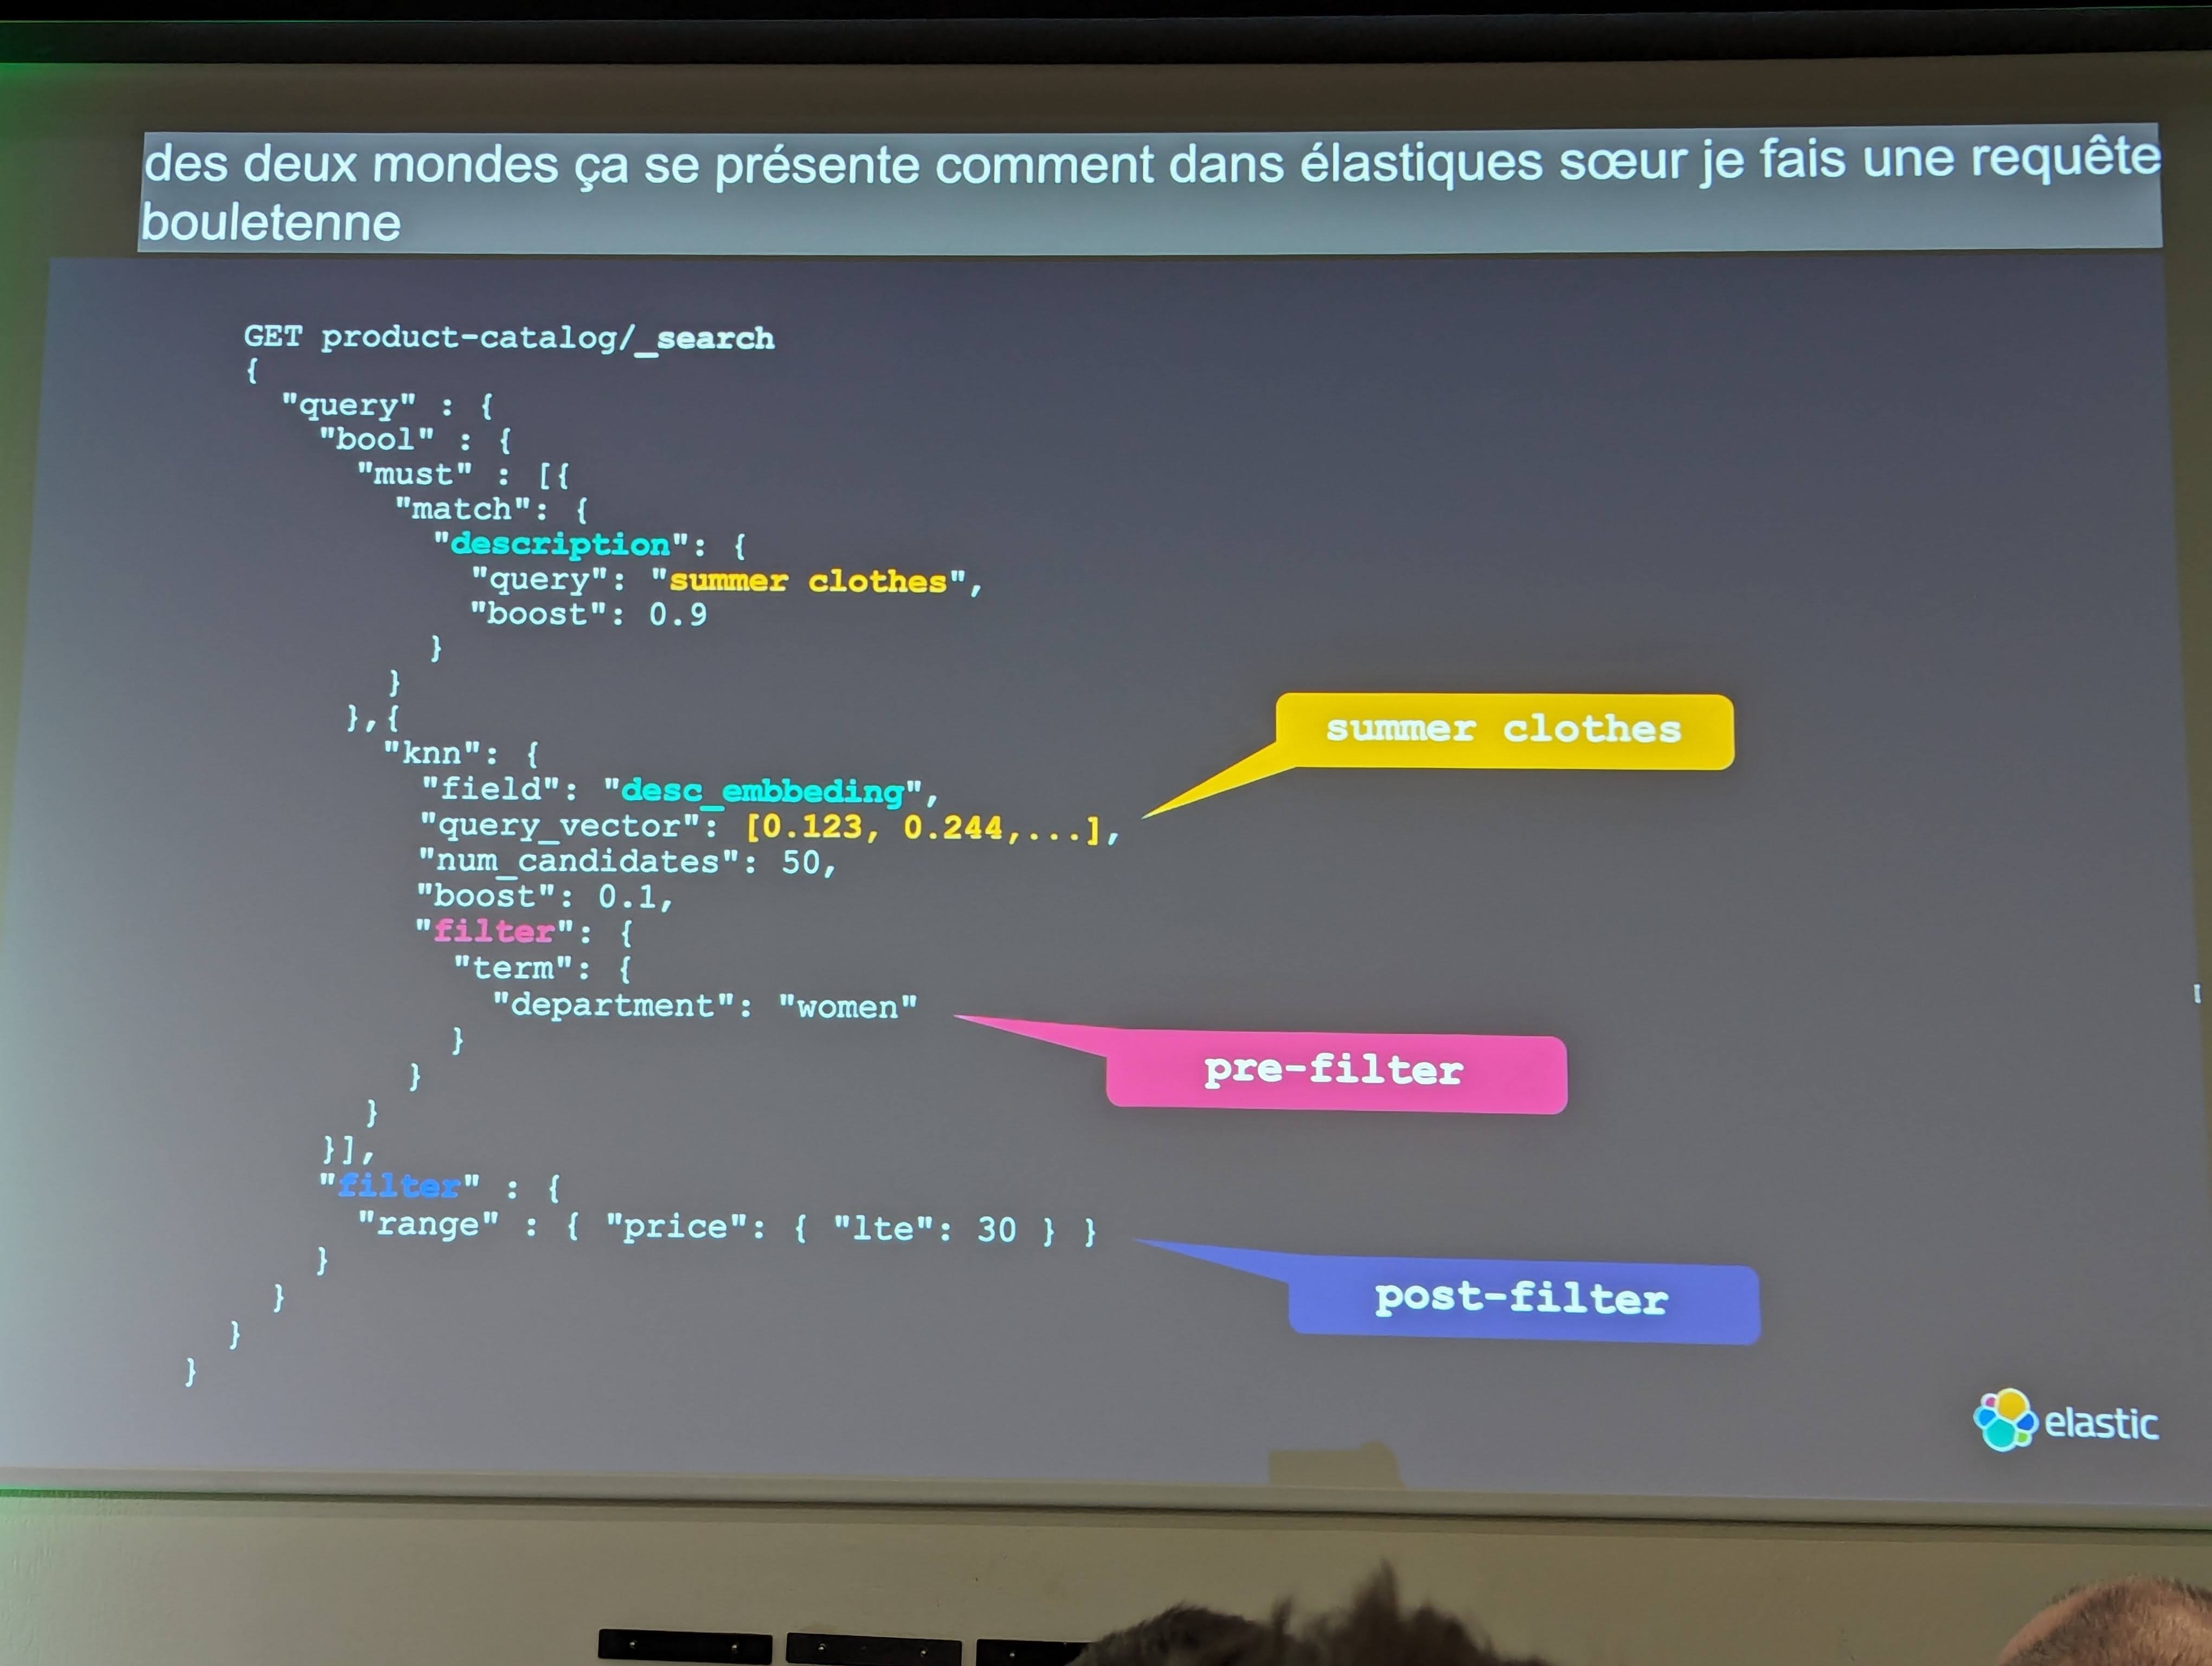 des deux mondes ça se présente comment dans élastiques sœur je fais une requête
bouletenne
GET product-catalog/_search
{
"query" : {
"bool" : {
"must" : [{
"match": {
"description": {
"query": "summer clothes",
"boost": 0.9
}
}
},{
"knn": {
"field": "desc_embbeding",
"query_vector": [0.123, 0.244,...],
"num_candidates": 50,
"boost": 0.1,
"filter": {
"term": {
"department": "women"
}
}
}
}],
"filter" : {
"range" : { "price": { "lte": 30 } }
}
}
}
}
summer clothes
pre-filter
post-filter
elastic